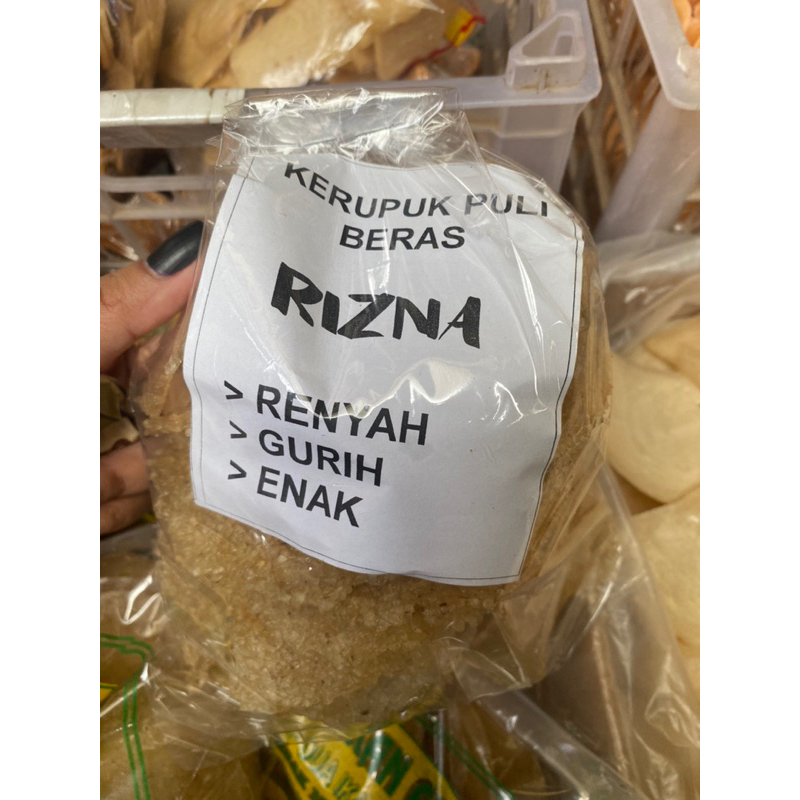 KERUPUK PULI
BERAS
RIZNA
> RENYAH
> GURIH
> ENAK